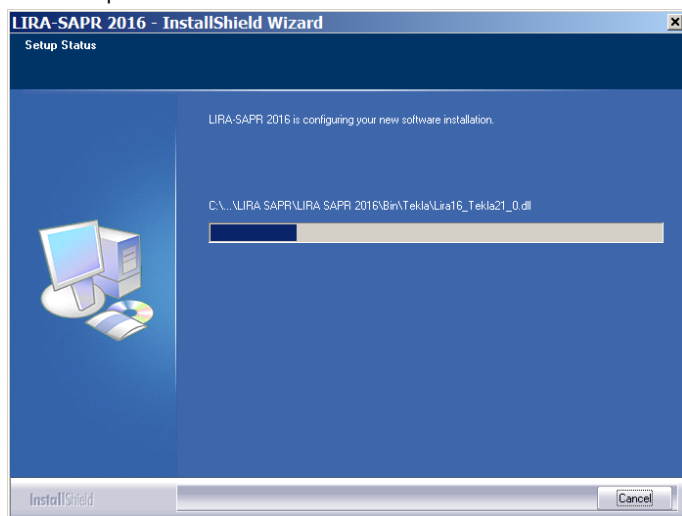 LIRA-SAPR 2016 - InstallShield Wizard
Setup Status
LIRA-SAPR 2016 is configuring your new software installation.
C:\...\LIRA SAPR\LIRA SAPR 2016\Bin\Tekla\Lira16_Tekla21_0.dll
InstallShield
Cancel